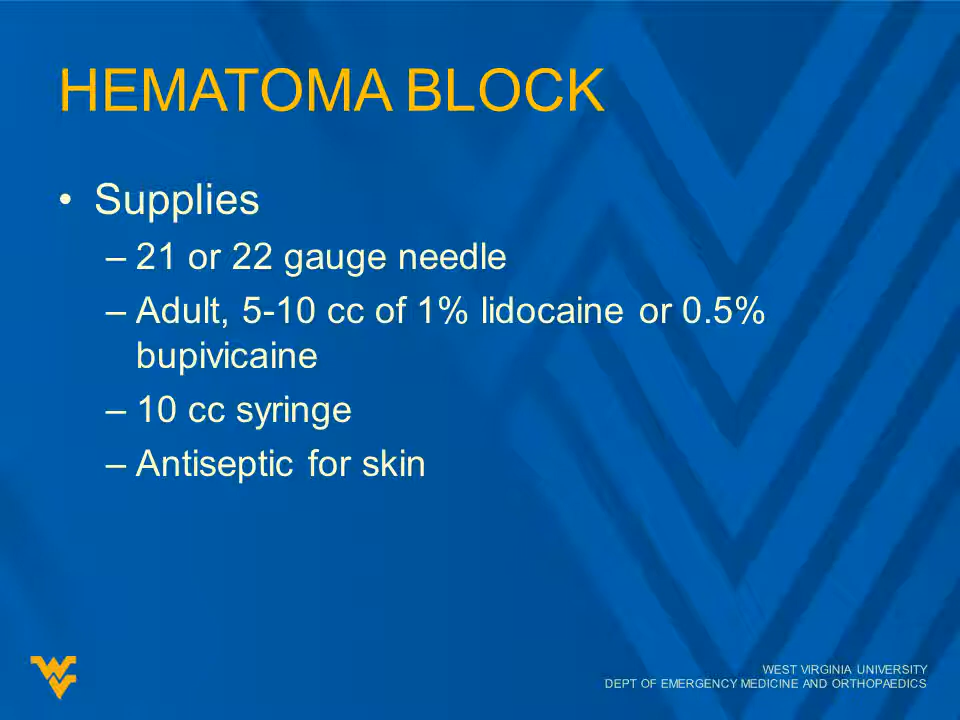 HEMATOMA BLOCK
• Supplies
– 21 or 22 gauge needle
– Adult, 5-10 cc of 1% lidocaine or 0.5%
bupivicaine
– 10 cc syringe
– Antiseptic for skin
WEST VIRGINIA UNIVERSITY
DEPT OF EMERGENCY MEDICINE AND ORTHOPAEDICS